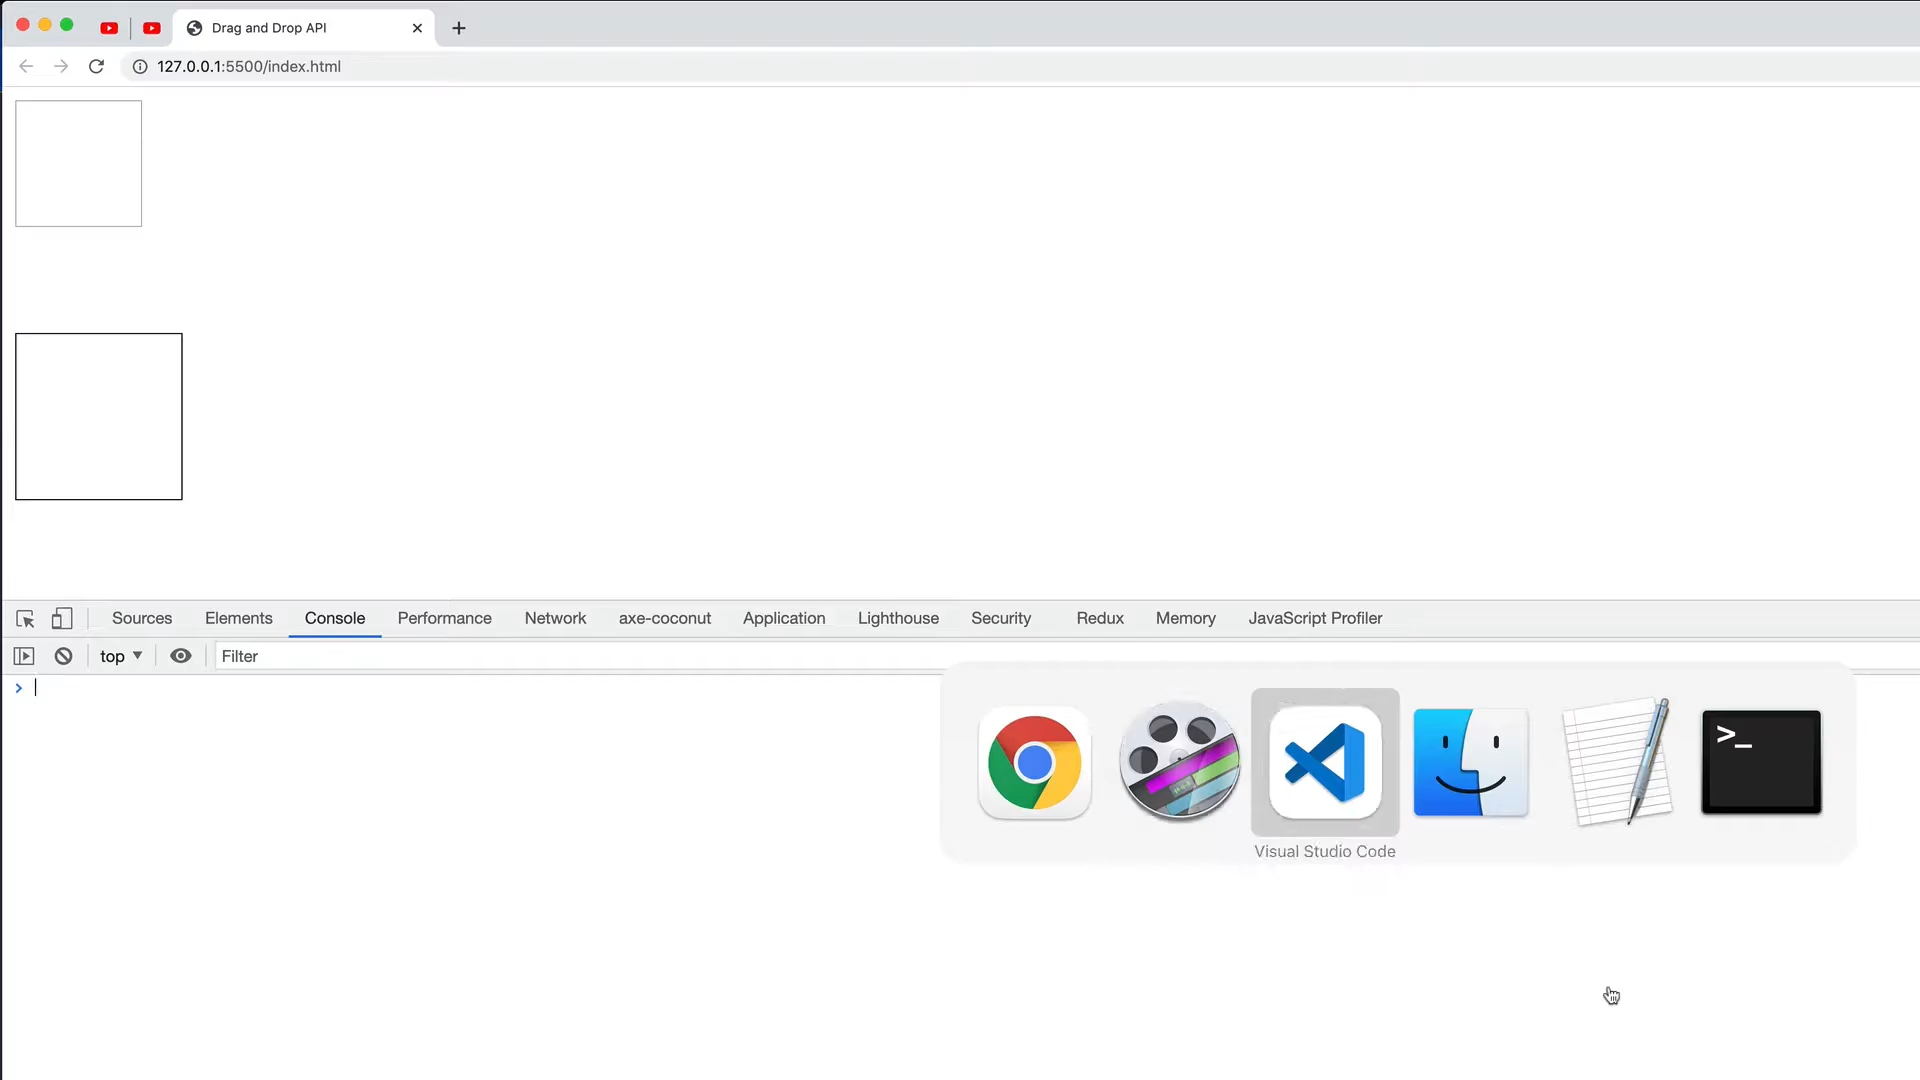 Drag and Drop API
127.0.0.1:5500/index.html
Sources Elements Console Performance Network axe-coconut Application Lighthouse Security Redux Memory JavaScript Profiler
top Filter
>
>_
Visual Studio Code